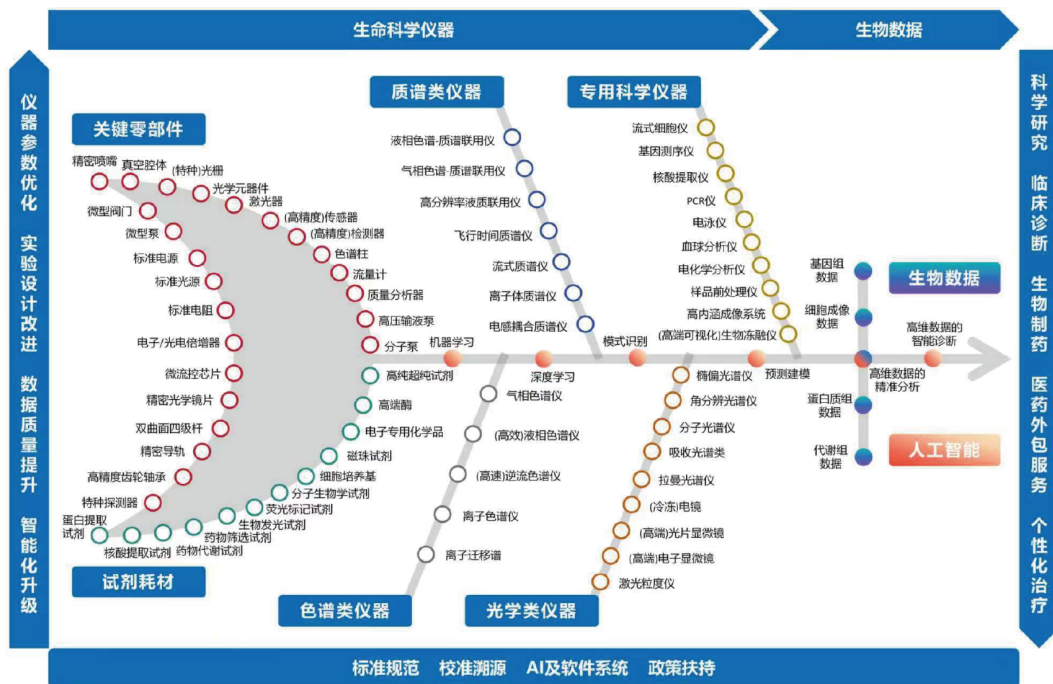 生命科学仪器
生物数据
仪器参数优化 实验设计改进 数据质量提升 智能化升级
关键零部件
精密喷嘴
真空腔体
(特种)光栅
光学元器件
激光器
(高精度)传感器
(高精度)检测器
色谱柱
流量计
质量分析器
高压输液泵
分子泵
微型阀门
微型泵
标准电源
标准光源
标准电阻
电子/光电倍增器
微流控芯片
精密光学镜片
双曲面四级杆
精密导轨
高精度齿轮轴承
特种探测器
高纯超纯试剂
高端酶
电子专用化学品
磁珠试剂
细胞培养基
分子生物学试剂
荧光标记试剂
生物发光试剂
药物筛选试剂
药物代谢试剂
核酸提取试剂
蛋白提取
试剂
试剂耗材
质谱类仪器
液相色谱-质谱联用仪
气相色谱-质谱联用仪
高分辨率液质联用仪
飞行时间质谱仪
流式质谱仪
离子体质谱仪
电感耦合质谱仪
专用科学仪器
流式细胞仪
基因测序仪
核酸提取仪
PCR仪
电泳仪
血球分析仪
电化学分析仪
样品前处理仪
高内涵成像系统
(高端可视化)生物冻融仪
机器学习
深度学习
模式识别
预测建模
高维数据的
精准分析
高维数据的
智能诊断
气相色谱仪
(高效)液相色谱仪
(高速)逆流色谱仪
离子色谱仪
离子迁移谱
色谱类仪器
椭偏光谱仪
角分辨光谱仪
分子光谱仪
吸收光谱类
拉曼光谱仪
(冷冻)电镜
(高端)光片显微镜
(高端)电子显微镜
激光粒度仪
光学类仪器
基因组
数据
细胞成像
数据
蛋白质组
数据
代谢组
数据
生物数据
人工智能
科学研究 临床诊断 生物制药 医药外包服务 个性化治疗
标准规范 校准溯源 AI及软件系统 政策扶持